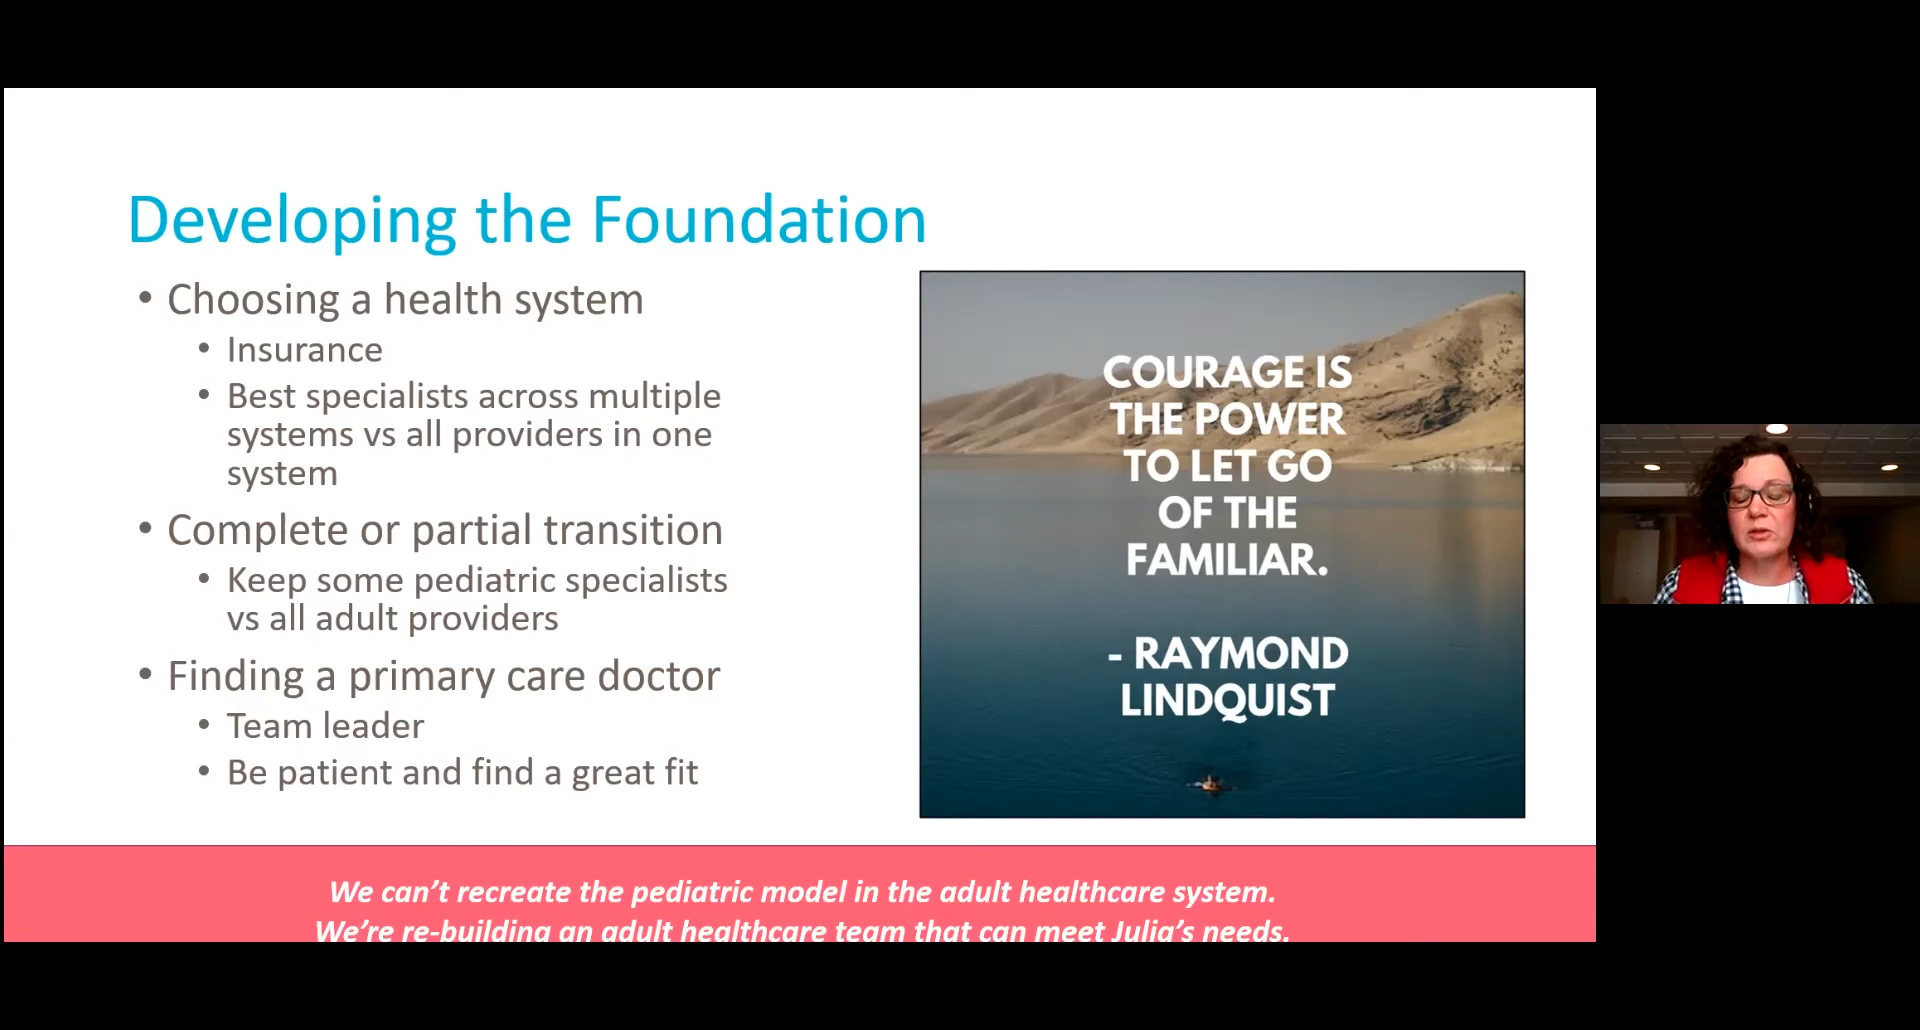 Developing the Foundation
• Choosing a health system
• Insurance
• Best specialists across multiple
systems vs all providers in one
system
• Complete or partial transition
• Keep some pediatric specialists
vs all adult providers
• Finding a primary care doctor
• Team leader
• Be patient and find a great fit
COURAGE IS
THE POWER
TO LET GO
OF THE
FAMILIAR.
- RAYMOND
LINDQUIST
We can’t recreate the pediatric model in the adult healthcare system.
We’re re-building an adult healthcare team that can meet Julia’s needs.